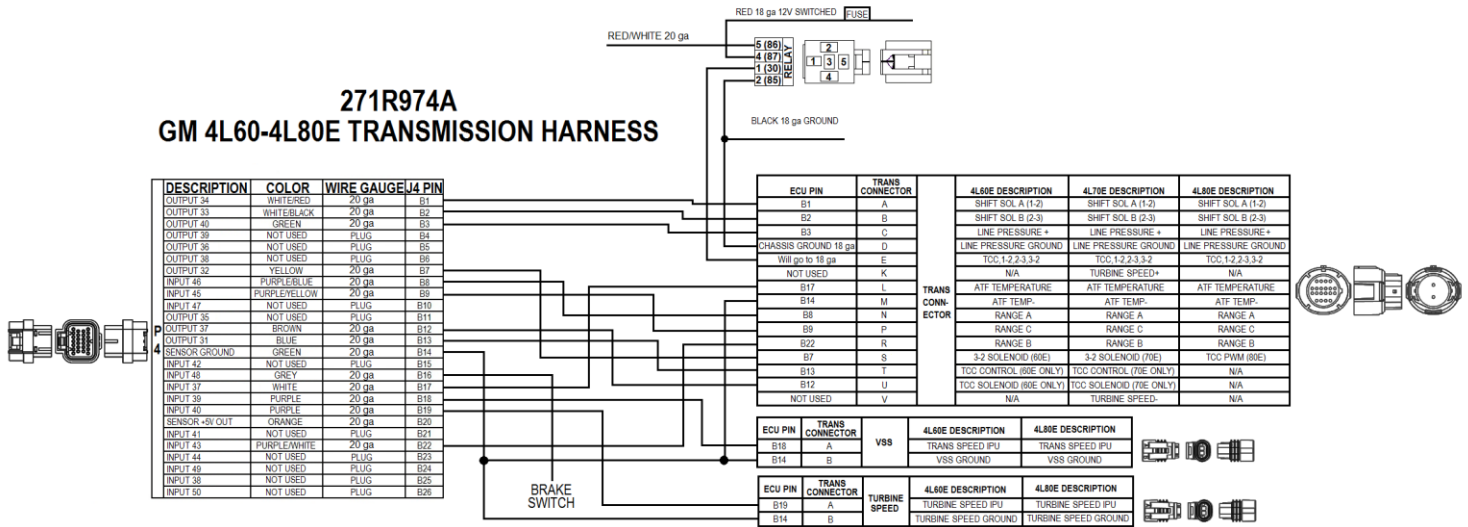 RED 18 ga 12V SWITCHED FUSE
RED/WHITE 20 ga
5 (86)
4 (87)
1 (30)
2 (85)
RELAY
2
1 3 5
4
271R974A
GM 4L60-4L80E TRANSMISSION HARNESS
BLACK 18 ga GROUND
P4
DESCRIPTION COLOR WIRE GAUGE J4 PIN
OUTPUT 34 WHITE/RED 20 ga B1
OUTPUT 33 WHITE/BLACK 20 ga B2
OUTPUT 40 GREEN 20 ga B3
OUTPUT 39 NOT USED PLUG B4
OUTPUT 36 NOT USED PLUG B5
OUTPUT 38 NOT USED PLUG B6
OUTPUT 32 YELLOW 20 ga B7
INPUT 46 PURPLE/BLUE 20 ga B8
INPUT 45 PURPLE/YELLOW 20 ga B9
INPUT 47 NOT USED PLUG B10
OUTPUT 35 NOT USED PLUG B11
OUTPUT 37 BROWN 20 ga B12
OUTPUT 31 BLUE 20 ga B13
SENSOR GROUND GREEN 20 ga B14
INPUT 42 NOT USED PLUG B15
INPUT 48 GREY 20 ga B16
INPUT 37 WHITE 20 ga B17
INPUT 39 PURPLE 20 ga B18
INPUT 40 PURPLE 20 ga B19
SENSOR +5V OUT ORANGE 20 ga B20
INPUT 41 NOT USED PLUG B21
INPUT 43 PURPLE/WHITE 20 ga B22
INPUT 44 NOT USED PLUG B23
INPUT 49 NOT USED PLUG B24
INPUT 38 NOT USED PLUG B25
INPUT 50 NOT USED PLUG B26
BRAKE
SWITCH
ECU PIN TRANS CONNECTOR 4L60E DESCRIPTION 4L70E DESCRIPTION 4L80E DESCRIPTION
B1 A SHIFT SOL A (1-2) SHIFT SOL A (1-2) SHIFT SOL A (1-2)
B2 B SHIFT SOL B (2-3) SHIFT SOL B (2-3) SHIFT SOL B (2-3)
B3 C LINE PRESSURE + LINE PRESSURE + LINE PRESSURE +
CHASSIS GROUND 18 ga D LINE PRESSURE GROUND LINE PRESSURE GROUND LINE PRESSURE GROUND
Will go to 18 ga E TCC,1-2,2-3,3-2 TCC,1-2,2-3,3-2 TCC,1-2,2-3,3-2
NOT USED K N/A TURBINE SPEED+ N/A
B17 L ATF TEMPERATURE ATF TEMPERATURE ATF TEMPERATURE
B14 M ATF TEMP- ATF TEMP- ATF TEMP-
B8 N RANGE A RANGE A RANGE A
B9 P RANGE C RANGE C RANGE C
B22 R RANGE B RANGE B RANGE B
B7 S 3-2 SOLENOID (60E) 3-2 SOLENOID (70E) TCC PWM (80E)
B13 T TCC CONTROL (60E ONLY) TCC CONTROL (70E ONLY) N/A
B12 U TCC SOLENOID (60E ONLY) TCC SOLENOID (70E ONLY) N/A
NOT USED V N/A TURBINE SPEED- N/A
TRANS
CONN-
ECTOR
ECU PIN TRANS CONNECTOR VSS 4L60E DESCRIPTION 4L80E DESCRIPTION
B18 A TRANS SPEED IPU TRANS SPEED IPU
B14 B VSS GROUND VSS GROUND
ECU PIN TRANS CONNECTOR TURBINE SPEED 4L60E DESCRIPTION 4L80E DESCRIPTION
B19 A TURBINE SPEED IPU TURBINE SPEED IPU
B14 B TURBINE SPEED GROUND TURBINE SPEED GROUND